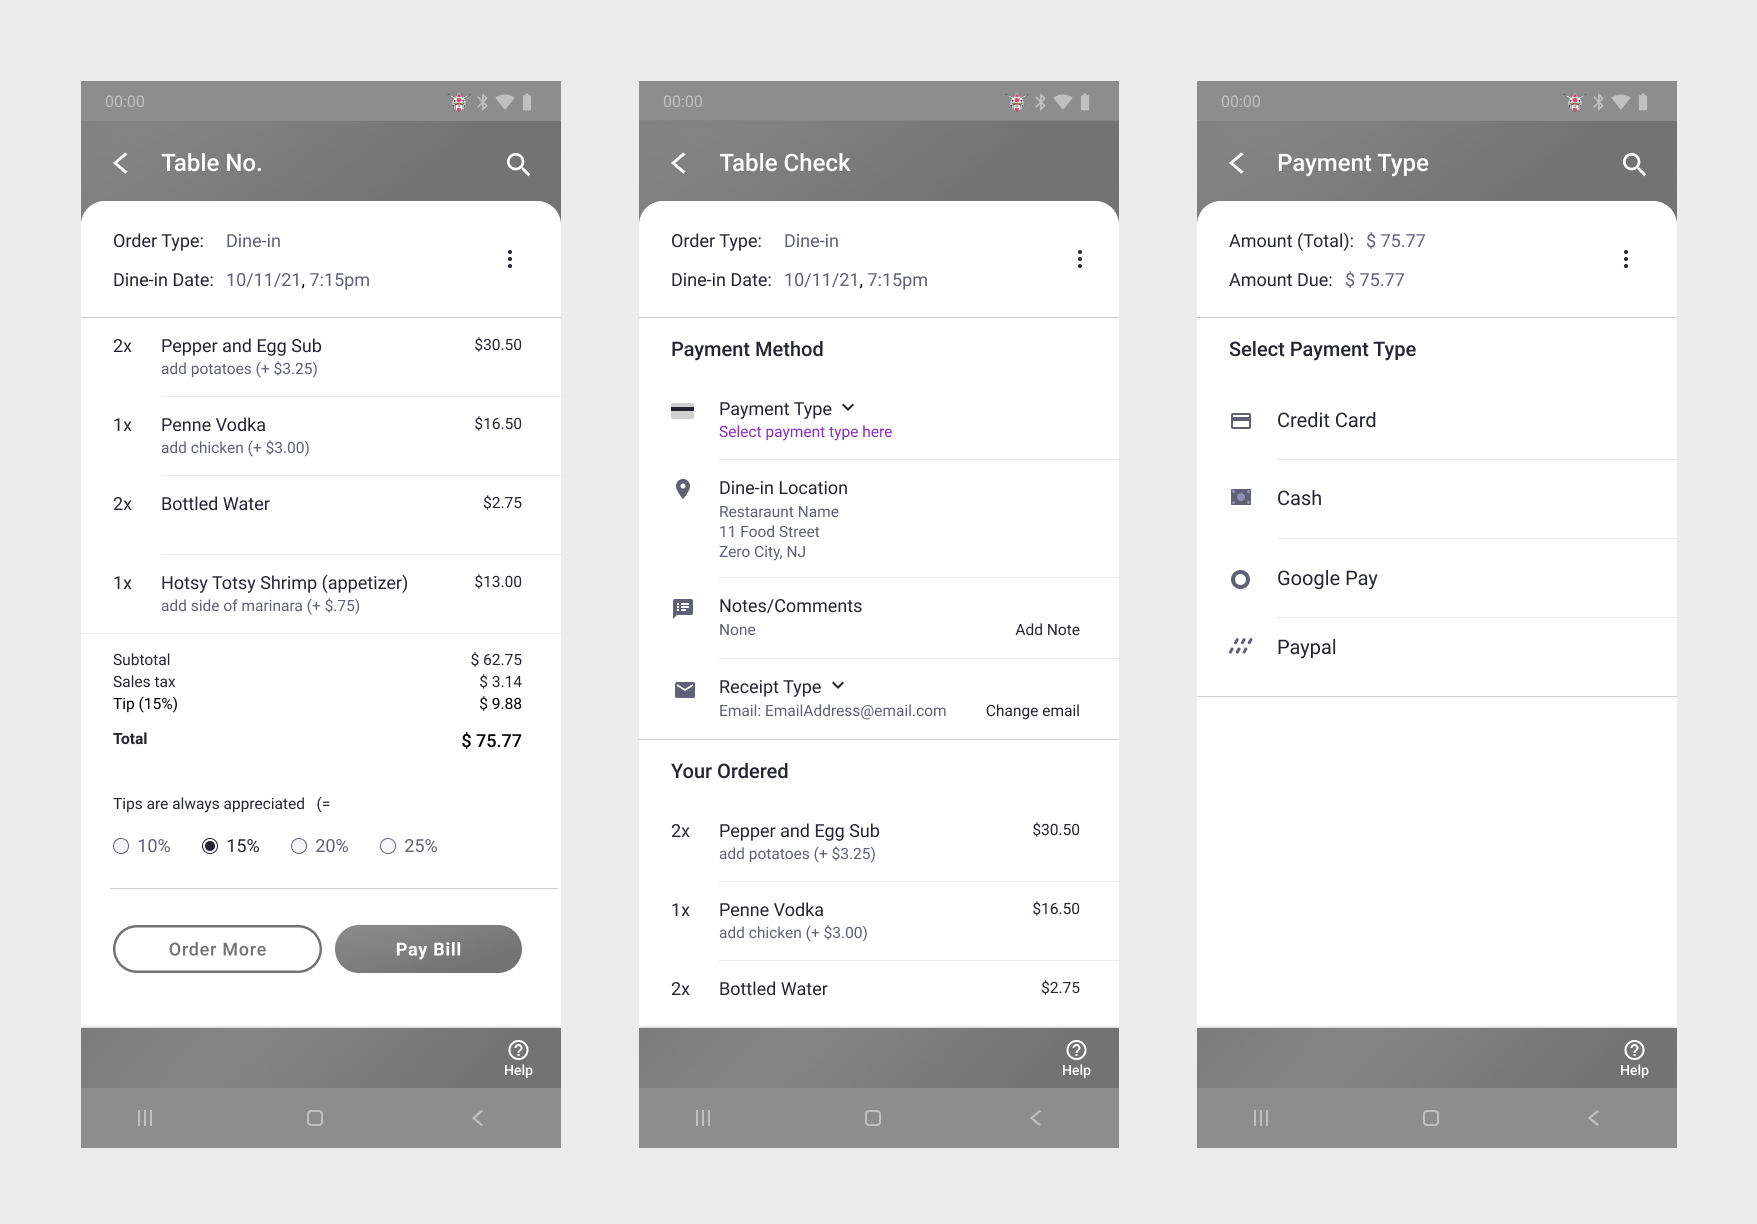 00:00
Table No.
Order Type: Dine-in
Dine-in Date: 10/11/21, 7:15pm
2x Pepper and Egg Sub $30.50
add potatoes (+ $3.25)
1x Penne Vodka $16.50
add chicken (+ $3.00)
2x Bottled Water $2.75
1x Hotsy Totsy Shrimp (appetizer) $13.00
add side of marinara (+ $.75)
Subtotal $ 62.75
Sales tax $ 3.14
Tip (15%) $ 9.88
Total $ 75.77
Tips are always appreciated (=
10% 15% 20% 25%
Order More Pay Bill
Help
00:00
Table Check
Order Type: Dine-in
Dine-in Date: 10/11/21, 7:15pm
Payment Method
Payment Type
Select payment type here
Dine-in Location
Restaraunt Name
11 Food Street
Zero City, NJ
Notes/Comments
None Add Note
Receipt Type
Email: EmailAddress@email.com Change email
Your Ordered
2x Pepper and Egg Sub $30.50
add potatoes (+ $3.25)
1x Penne Vodka $16.50
add chicken (+ $3.00)
2x Bottled Water $2.75
Help
00:00
Payment Type
Amount (Total): $ 75.77
Amount Due: $ 75.77
Select Payment Type
Credit Card
Cash
Google Pay
Paypal
Help